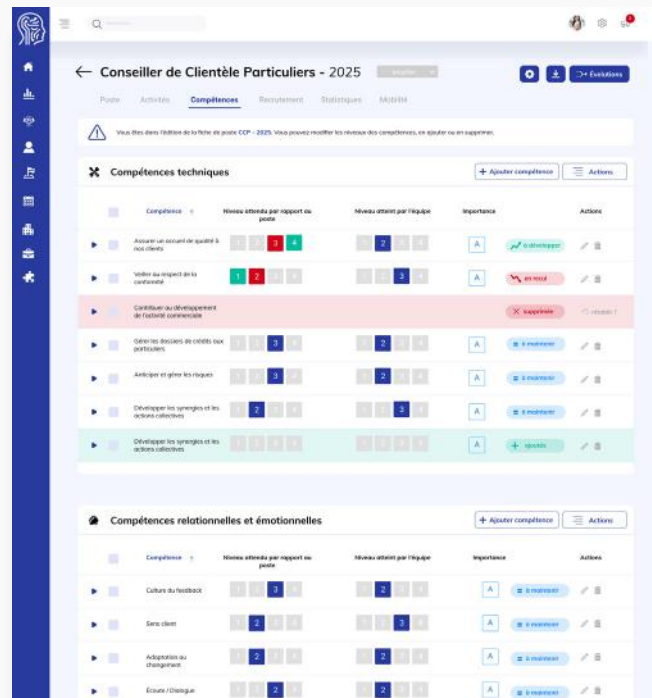 Conseiller de Clientèle Particuliers - 2025
Évolutions
Poste Activités Compétences Recrutement Statistiques Mobilité
Vous êtes dans l'édition de la fiche de poste CCP - 2025. Vous pouvez modifier les niveaux des compétences, en ajouter ou en supprimer.
Compétences techniques
+ Ajouter compétence Actions
Compétence Niveau attendu par rapport au Niveau atteint par l'équipe Importance Actions
poste
Assurer un accueil de qualité à
nos clients
3 4 2 A à développer
Veiller au respect de la
conformité
1 2 3 A en recul
Contribuer au développement
de l'activité commerciale
supprimée rétablir ?
Gérer les dossiers de crédits aux
particuliers
3 2 A à maintenir
Anticiper et gérer les risques 3 2 A à maintenir
Développer les synergies et les
actions collectives
2 3 A à maintenir
Développer les synergies et les
actions collectives
A + ajoutée
Compétences relationnelles et émotionnelles
+ Ajouter compétence Actions
Compétence Niveau attendu par rapport au Niveau atteint par l'équipe Importance Actions
poste
Culture du feedback 3 2 A à maintenir
Sens client 2 3 A à maintenir
Adaptation au
changement
2 2 A à maintenir
Écoute / Dialogue 2 2 A à maintenir